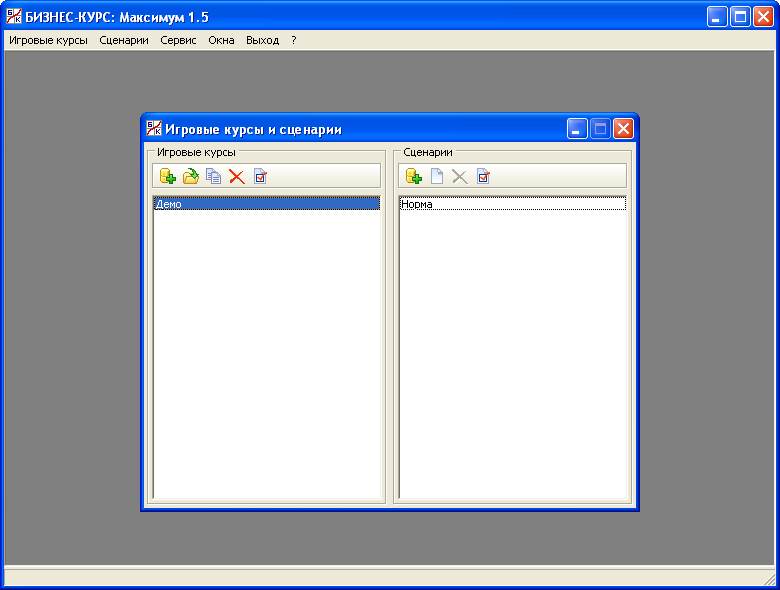 БИЗНЕС-КУРС: Максимум 1.5
Игровые курсы Сценарии Сервис Окна Выход ?
Игровые курсы и сценарии
Игровые курсы Сценарии
Демо Норма